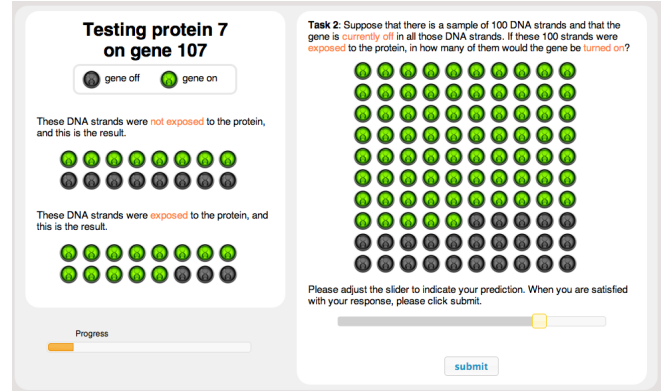 Testing protein 7
on gene 107
gene off
gene on
These DNA strands were not exposed to the protein,
and this is the result.
These DNA strands were exposed to the protein, and
this is the result.
Progress
Task 2: Suppose that there is a sample of 100 DNA strands and that the
gene is currently off in all those DNA strands. If these 100 strands were
exposed to the protein, in how many of them would the gene be turned on?
Please adjust the slider to indicate your prediction. When you are satisfied
with your response, please click submit.
submit